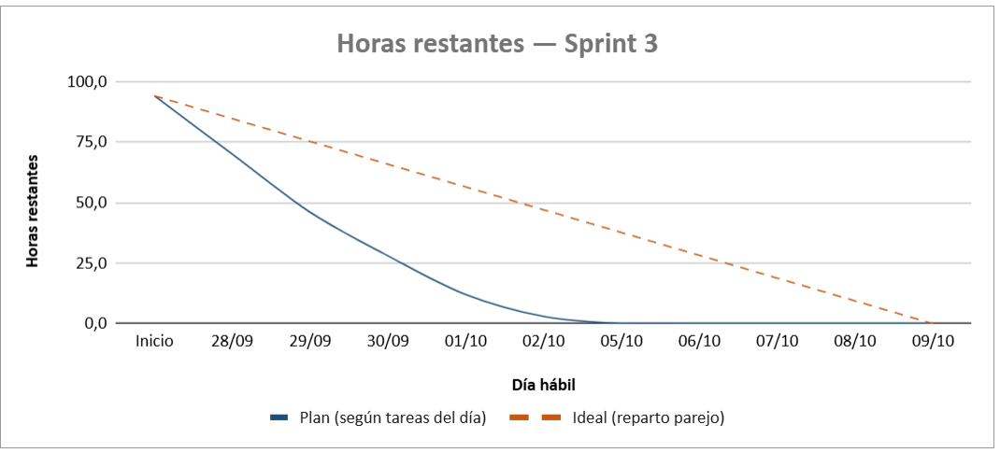 Horas restantes — Sprint 3
100,0
75,0
50,0
25,0
0,0
Horas restantes
Inicio 28/09 29/09 30/09 01/10 02/10 05/10 06/10 07/10 08/10 09/10
Día hábil
Plan (según tareas del día) Ideal (reparto parejo)